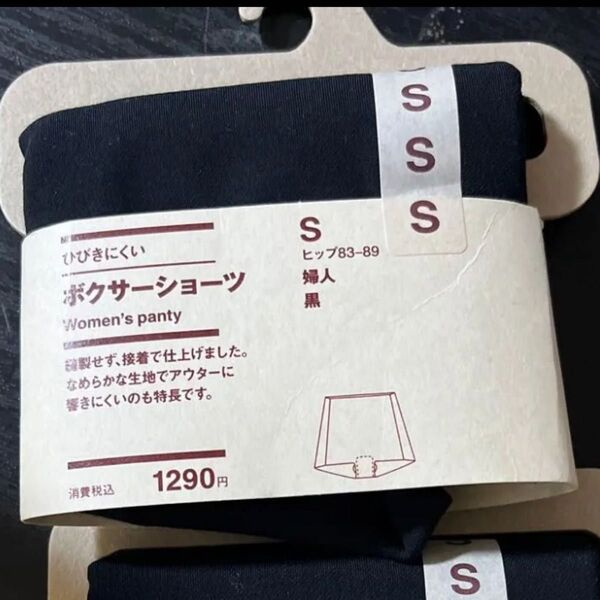 S
S
S
ひびきにくい
ボクサーショーツ
Women's panty
縫製せず、接着で仕上げました。
なめらかな生地でアウターに
響きにくいのも特長です。
消費税込 1290円
S
ヒップ83-89
婦人
黒
S